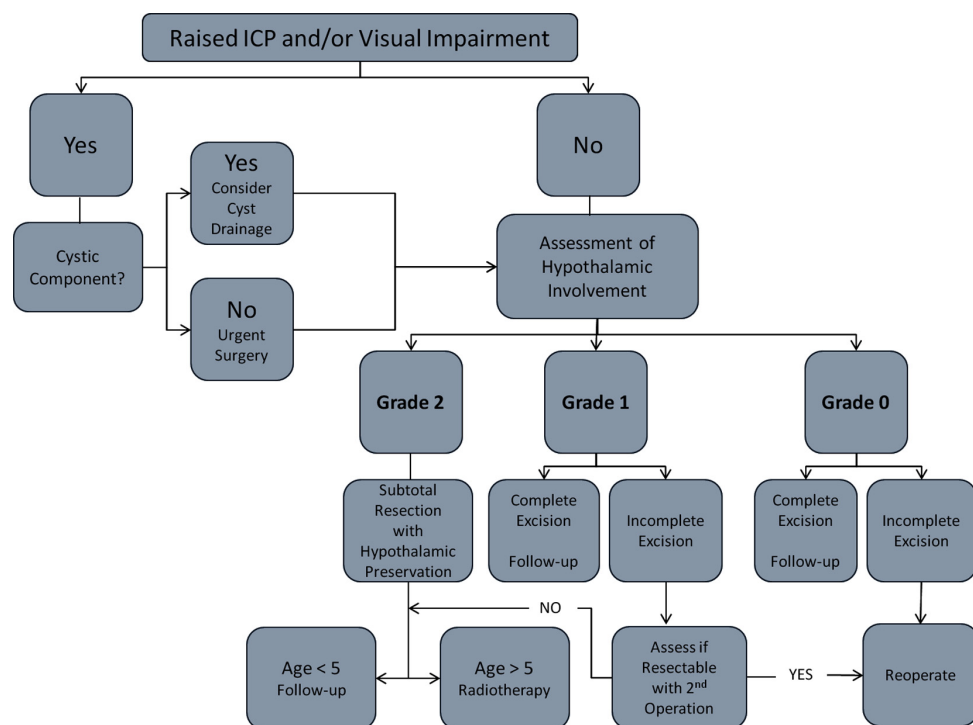 Raised ICP and/or Visual Impairment
Yes
No
Yes
Consider
Cyst
Drainage
Cystic
Component?
No
Urgent
Surgery
Assessment of
Hypothalamic
Involvement
Grade 2
Grade 1
Grade 0
Subtotal
Resection
with
Hypothalamic
Preservation
Complete
Excision
Follow-up
Incomplete
Excision
Complete
Excision
Follow-up
Incomplete
Excision
NO
Age < 5
Follow-up
Age > 5
Radiotherapy
Assess if
Resectable
with 2nd
Operation
YES
Reoperate